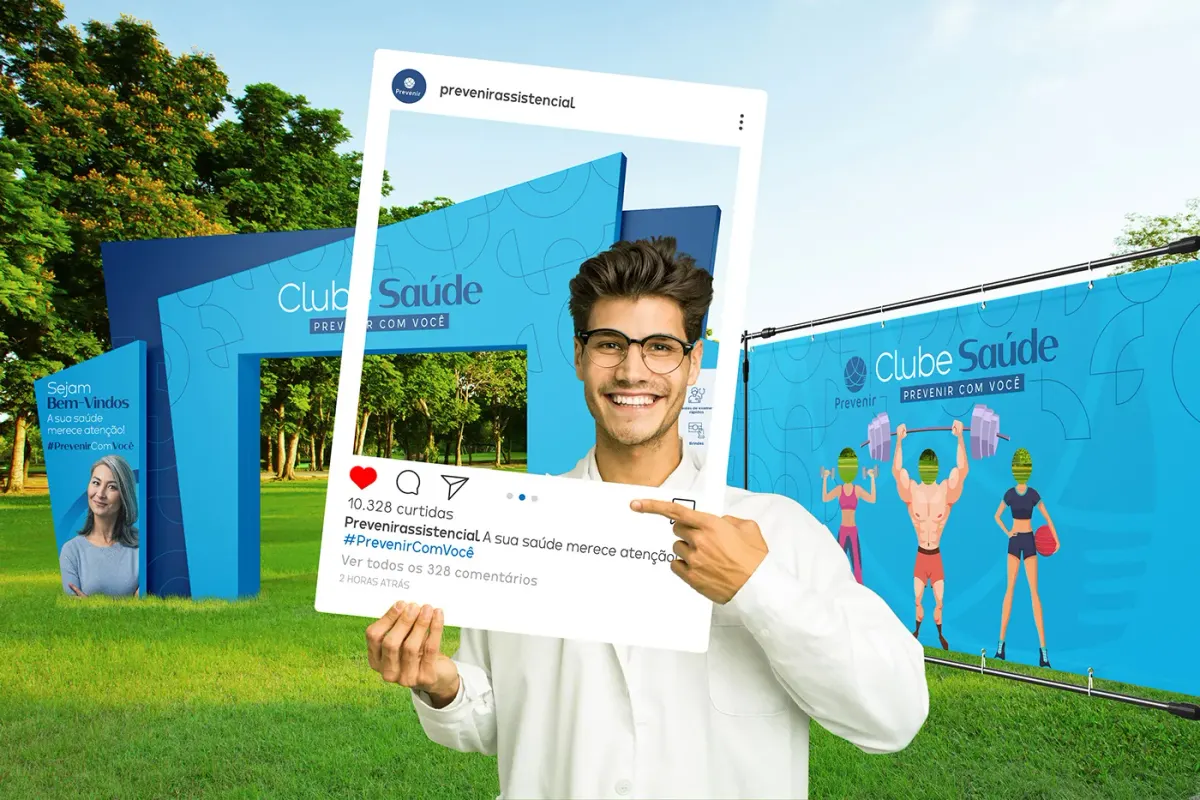 Prevenir
prevenirassistencial
Clube Saúde
PREVENIR COM VOCÊ
Sejam
Bem-Vindos
A sua saúde
merece atenção!
#PrevenirComVocê
10.328 curtidas
Prevenirassistencial A sua saúde merece atenção!
#PrevenirComVocê
Ver todos os 328 comentários
2 HORAS ATRÁS
Prevenir
Clube Saúde
PREVENIR COM VOCÊ